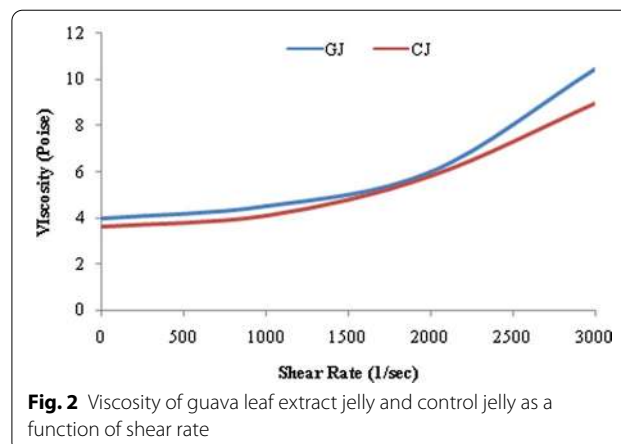 GJ CJ
12
10
8
6
4
2
0
VIscosity (Poise)
0 500 1000 1500 2000 2500 3000
Shear Rate (1/sec)
Fig. 2 Viscosity of guava leaf extract jelly and control jelly as a
function of shear rate